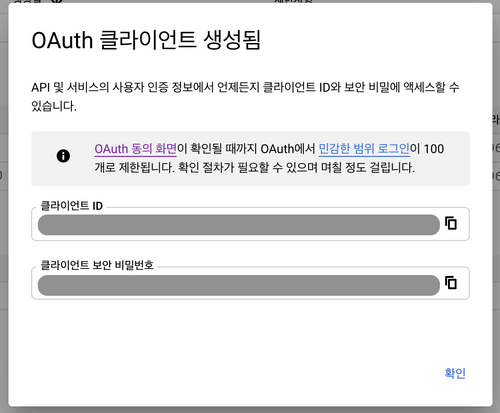 OAuth 클라이언트 생성됨
API 및 서비스의 사용자 인증 정보에서 언제든지 클라이언트 ID와 보안 비밀에 액세스할 수
있습니다.
OAuth 동의 화면이 확인될 때까지 OAuth에서 민감한 범위 로그인이 100
개로 제한됩니다. 확인 절차가 필요할 수 있으며 며칠 정도 걸립니다.
클라이언트 ID
클라이언트 보안 비밀번호
확인